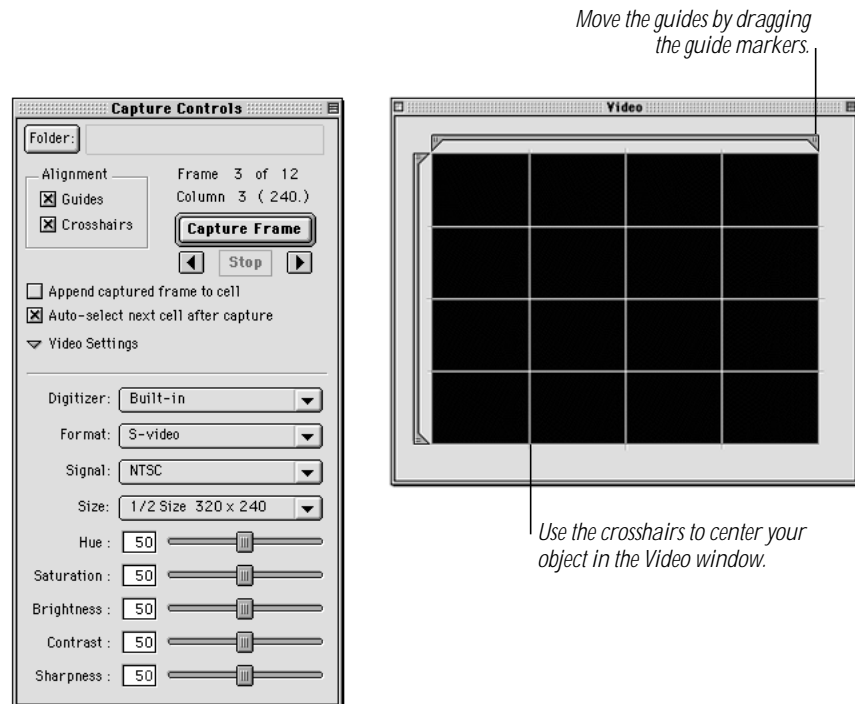 Move the guides by dragging
the guide markers.
Capture Controls
Folder:
Alignment
Guides
Crosshairs
Frame 3 of 12
Column 3 ( 240.)
Capture Frame
Stop
Append captured frame to cell
Auto-select next cell after capture
Video Settings
Digitizer: Built-in
Format: S-video
Signal: NTSC
Size: 1/2 Size 320 x 240
Hue : 50
Saturation : 50
Brightness : 50
Contrast : 50
Sharpness : 50
Video
Use the crosshairs to center your
object in the Video window.